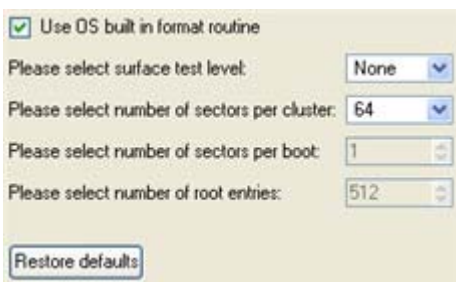 Use OS built in format routine
Please select surface test level: None
Please select number of sectors per cluster: 64
Please select number of sectors per boot: 1
Please select number of root entries: 512
Restore defaults